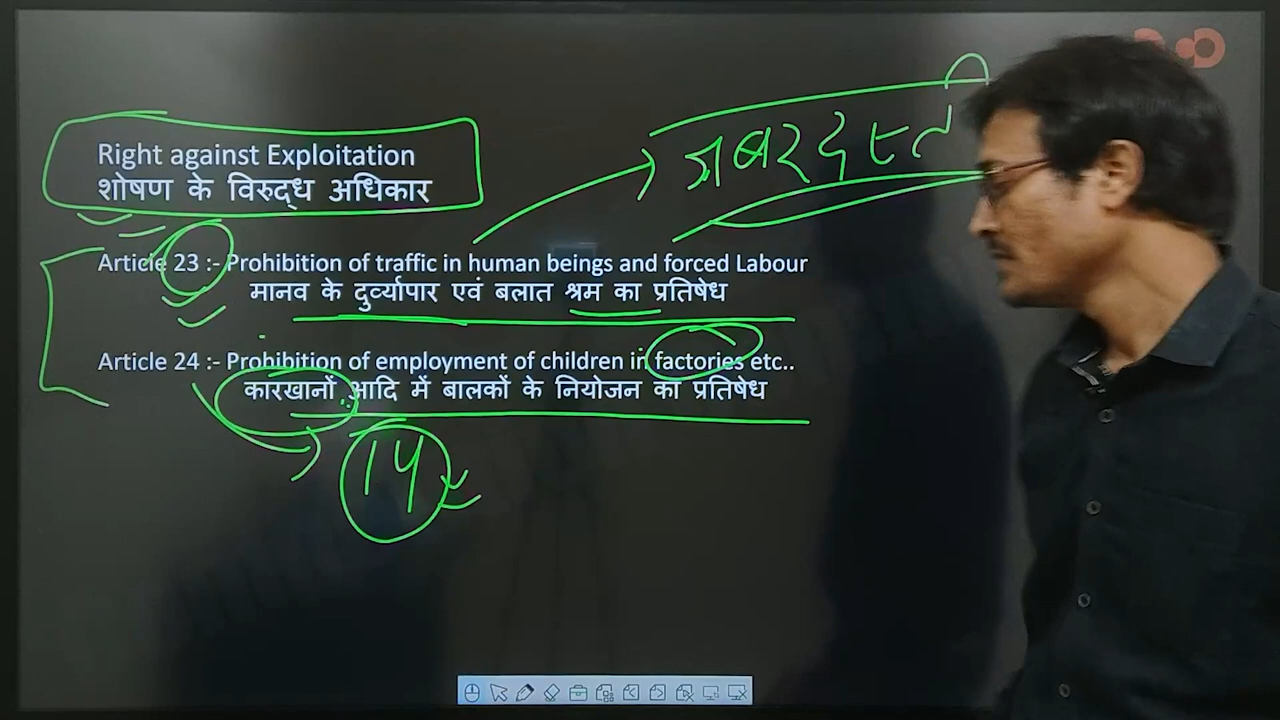 Right against Exploitation
शोषण के विरुद्ध अधिकार
जबरदस्त
Article 23 :- Prohibition of traffic in human beings and forced Labour
मानव के दुर्व्यापार एवं बलात श्रम का प्रतिषेध
Article 24 :- Prohibition of employment of children in factories etc..
कारखानों आदि में बालकों के नियोजन का प्रतिषेध
14